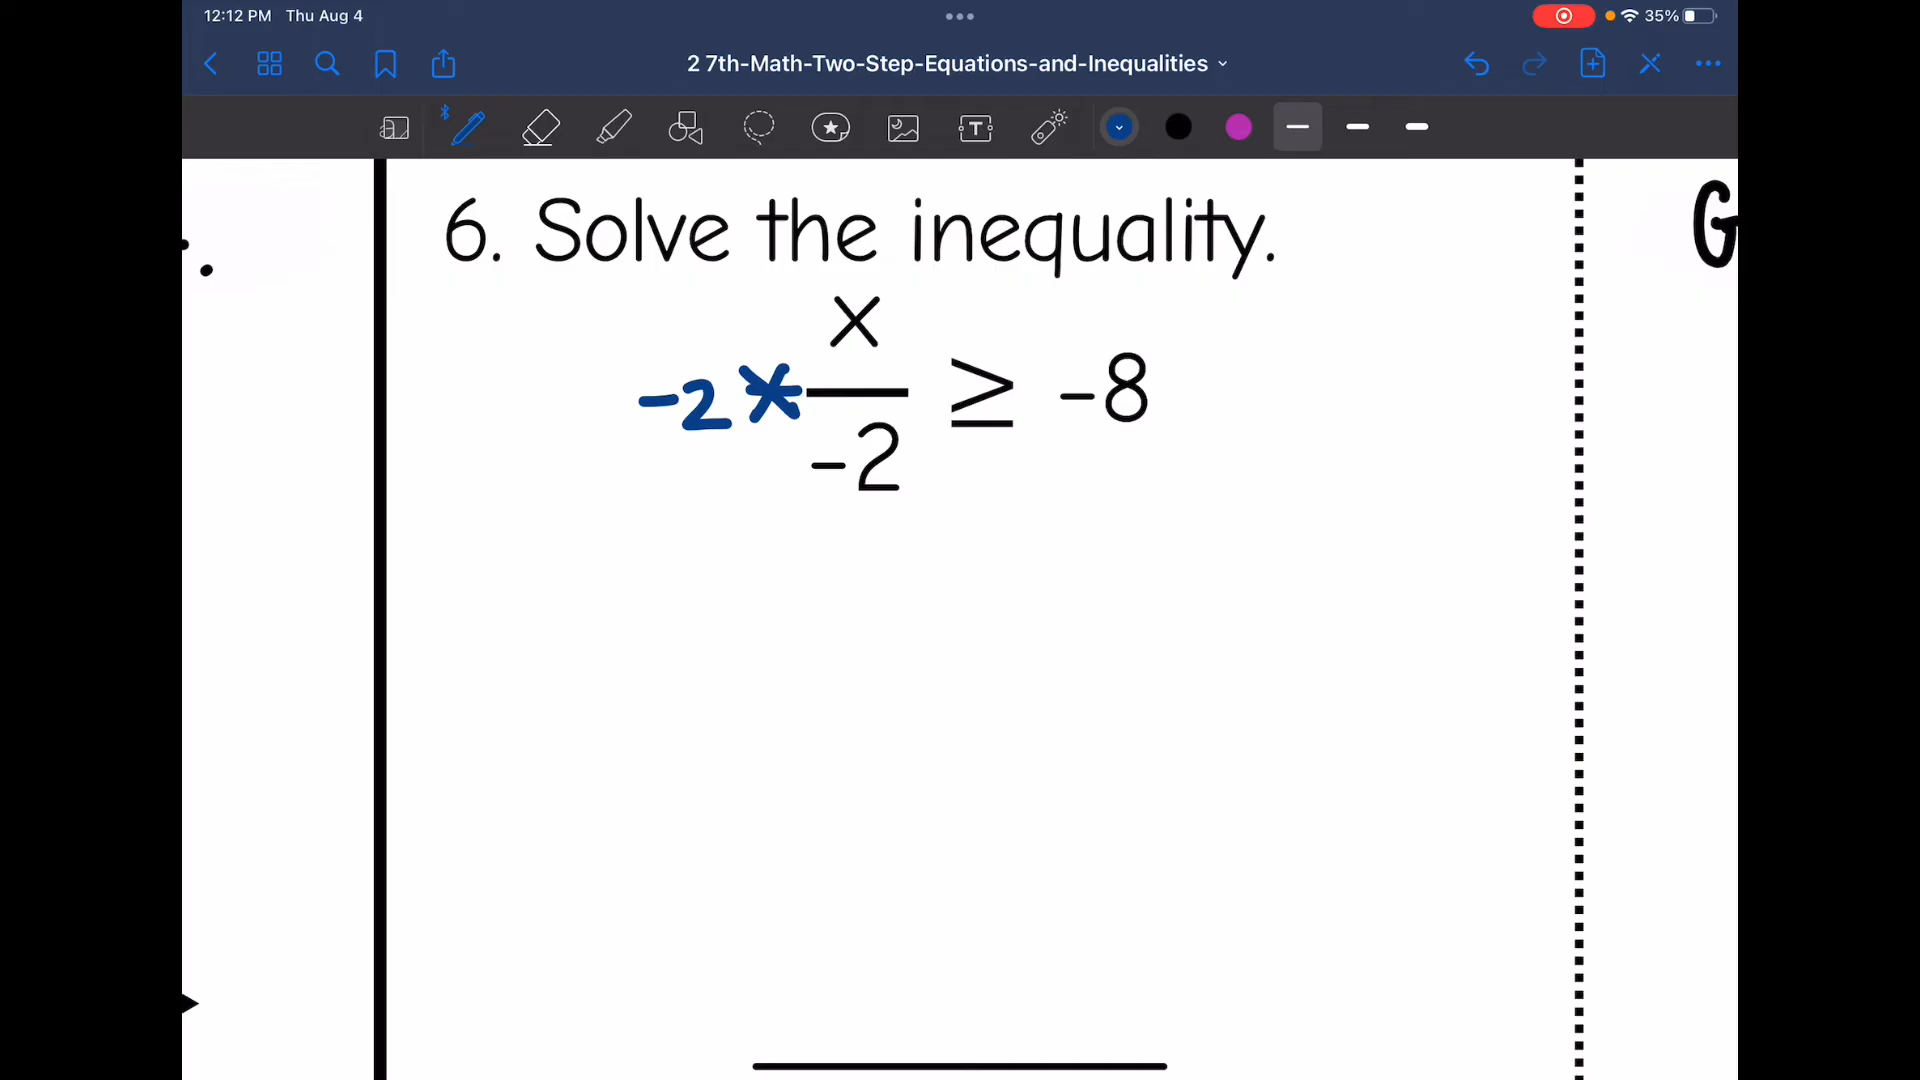 12:12 PM Thu Aug 4
35%
2 7th-Math-Two-Step-Equations-and-Inequalities
6. Solve the inequality.
x
-2 * — ≥ -8
-2
G